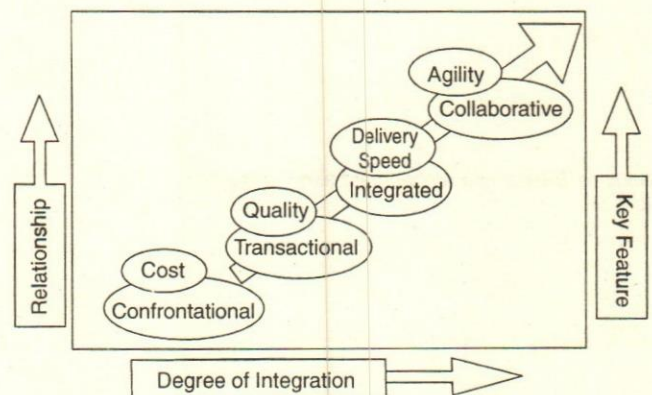 Agility
Collaborative
Delivery
Speed
Integrated
Quality
Transactional
Cost
Confrontational
Relationship
Key Feature
Degree of Integration